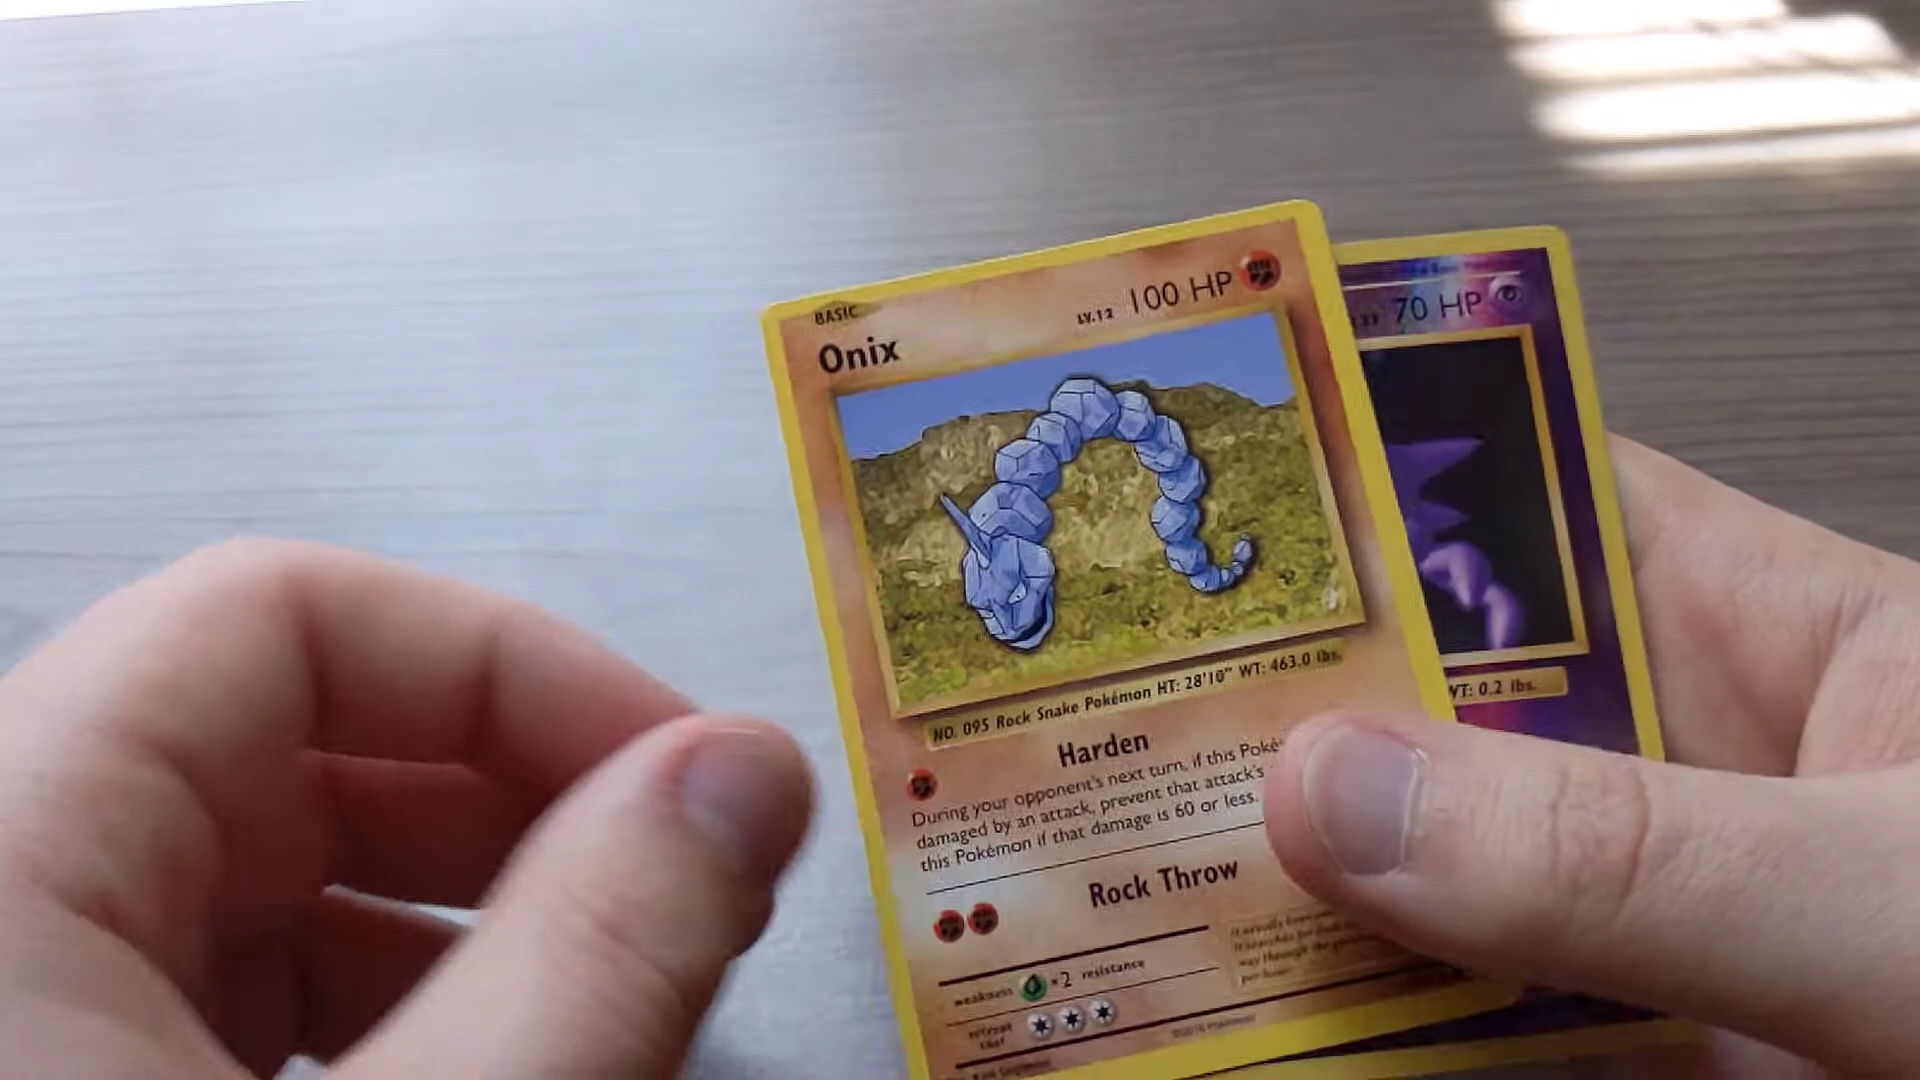 BASIC
Onix
LV.12 100 HP
NO. 095 Rock Snake Pokémon HT: 28'10" WT: 463.0 lbs.
Harden
During your opponent's next turn, if this Poké
damaged by an attack, prevent that attack's
this Pokémon if that damage is 60 or less.
Rock Throw
weakness ×2 resistance
retreat
cost
70 HP
WT: 0.2 lbs.